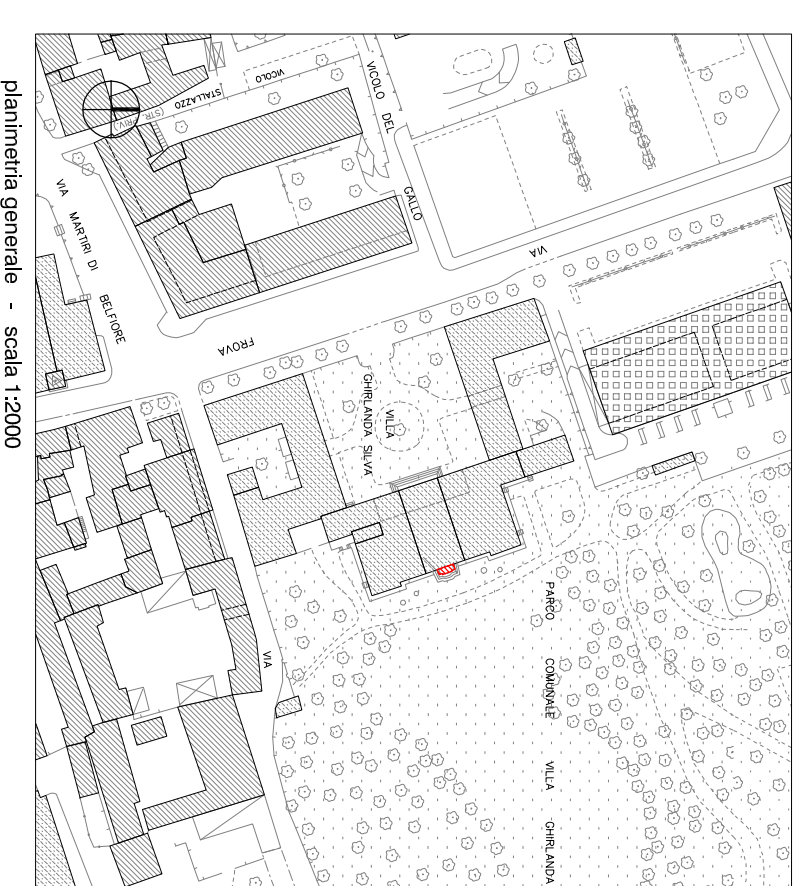 planimetria generale - scala 1:2000
VICOLO
STALLAZZO
(STR. PRIV.)
VICOLO DEL
GALLO
VIA
MARTIRI DI
BELFIORE
VIA
FROVA
VILLA
GHIRLANDA SILVA
VIA
PARCO COMUNALE VILLA GHIRLANDA